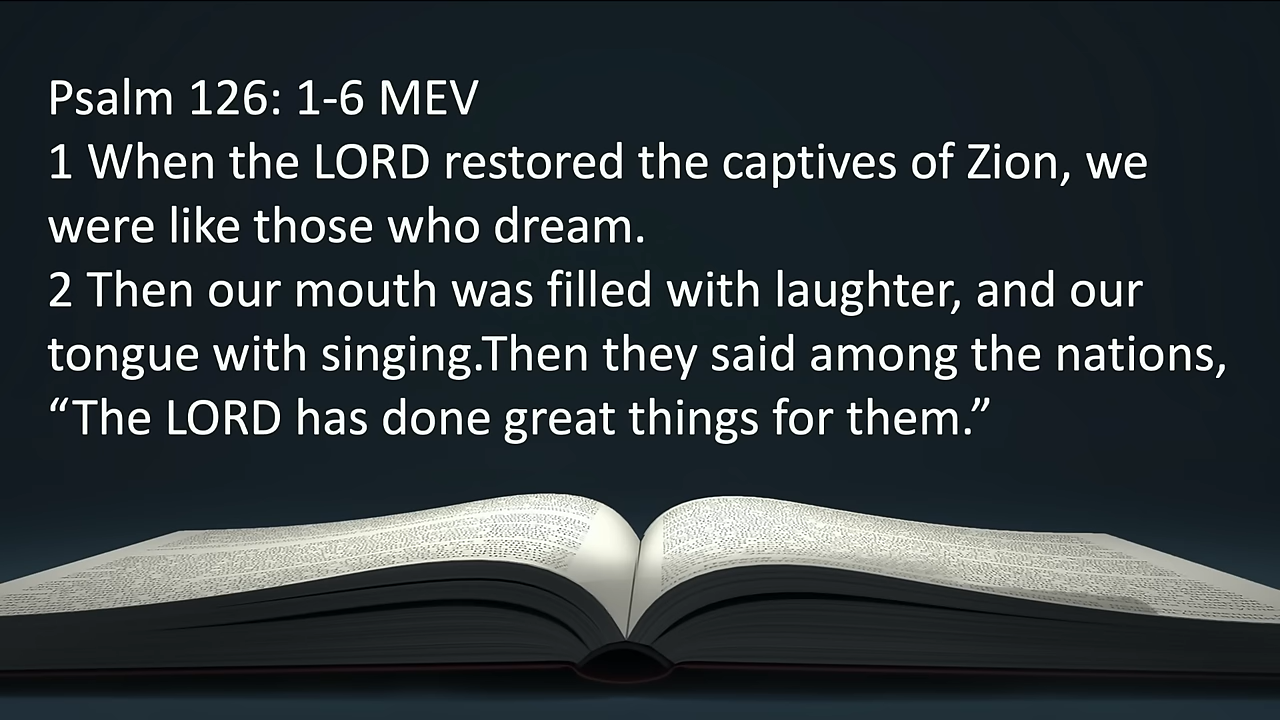 Psalm 126: 1-6 MEV
1 When the LORD restored the captives of Zion, we
were like those who dream.
2 Then our mouth was filled with laughter, and our
tongue with singing.Then they said among the nations,
“The LORD has done great things for them.”